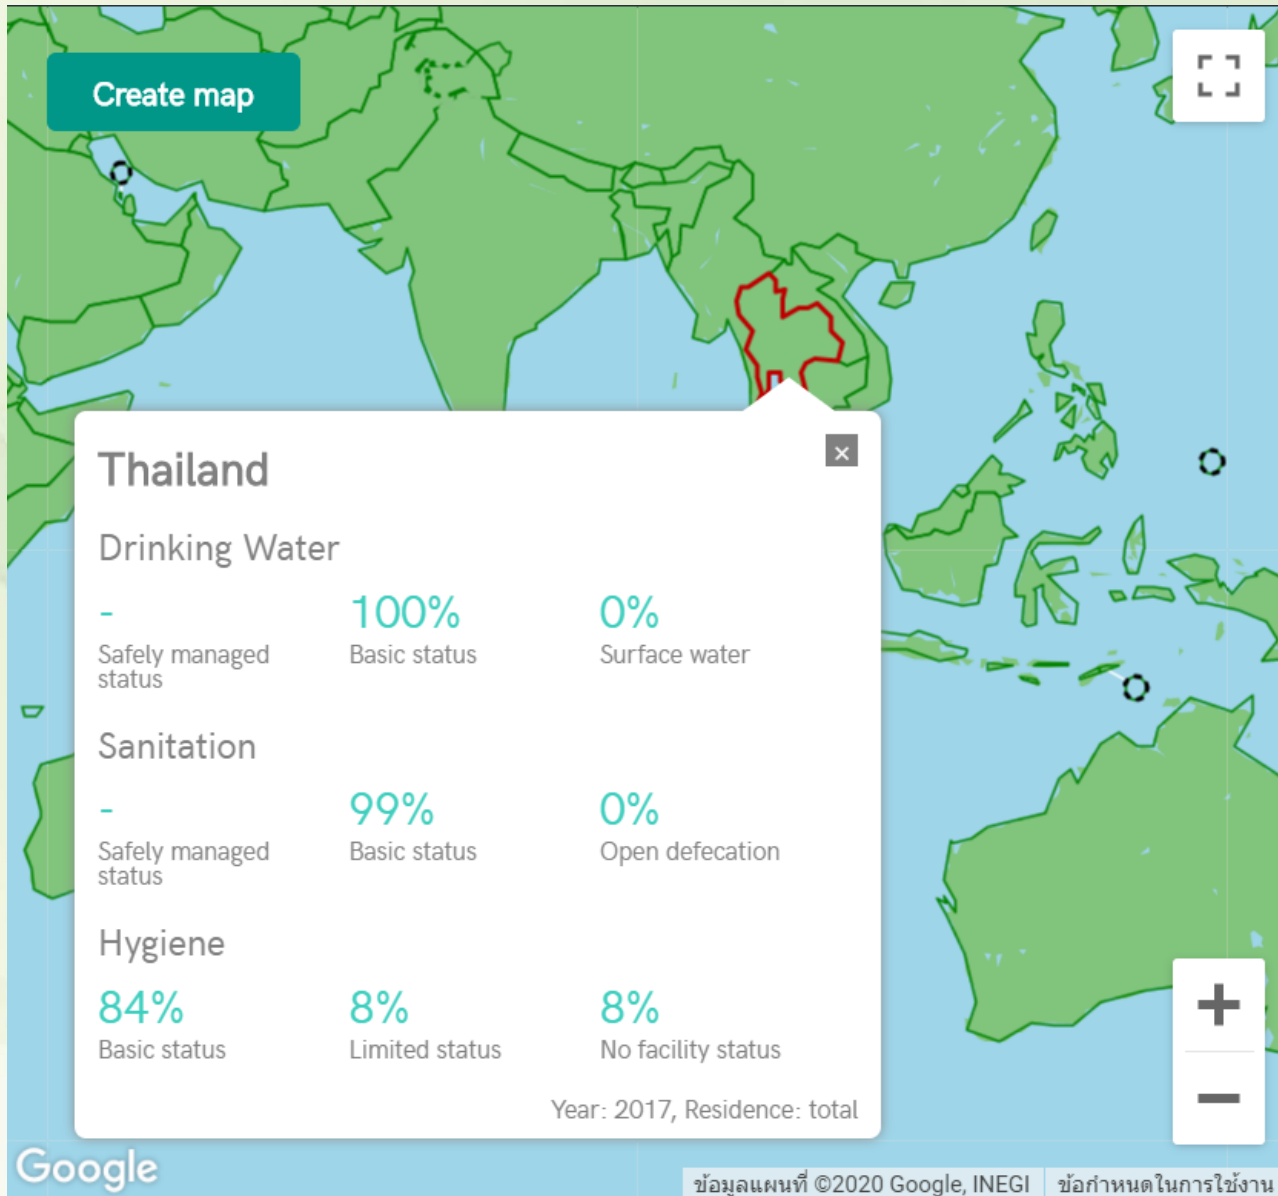 Create map
Thailand
×
Drinking Water
-
100%
0%
Safely managed
status
Basic status
Surface water
Sanitation
-
99%
0%
Safely managed
status
Basic status
Open defecation
Hygiene
84%
8%
8%
Basic status
Limited status
No facility status
Year: 2017, Residence: total
Google
ข้อมูลแผนที่ ©2020 Google, INEGI
ข้อกำหนดในการใช้งาน